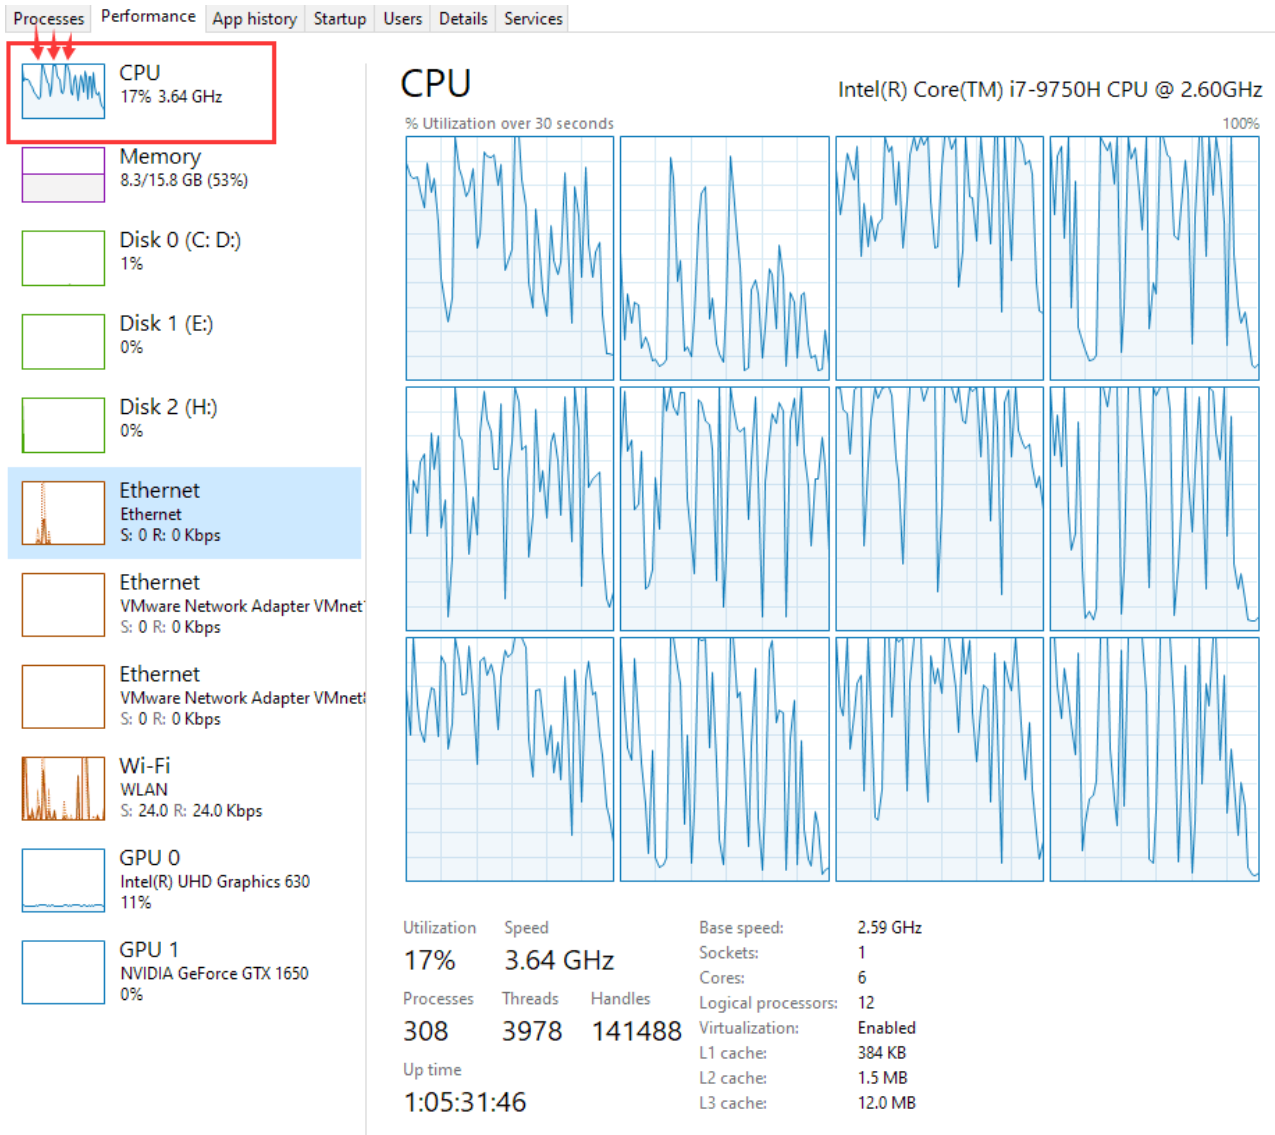 Processes Performance App history Startup Users Details Services
CPU
17% 3.64 GHz
Memory
8.3/15.8 GB (53%)
Disk 0 (C: D:)
1%
Disk 1 (E:)
0%
Disk 2 (H:)
0%
Ethernet
Ethernet
S: 0 R: 0 Kbps
Ethernet
VMware Network Adapter
S: 0 R: 0 Kbps
Ethernet
VMware Network Adapter
S: 0 R: 0 Kbps
Wi-Fi
WLAN
S: 24.0 R: 24.0 Kbps
GPU 0
Intel(R) UHD Graphics 630
11%
GPU 1
NVIDIA GeForce GTX 1650
0%
CPU
Intel(R) Core(TM) i7-9750H CPU @ 2.60GHz
% Utilization over 30 seconds 100%
Utilization Speed
17% 3.64 GHz
Processes Threads Handles
308 3978 141488
Up time
1:05:31:46
Base speed: 2.59 GHz
Sockets: 1
Cores: 6
Logical processors: 12
Virtualization: Enabled
L1 cache: 384 KB
L2 cache: 1.5 MB
L3 cache: 12.0 MB